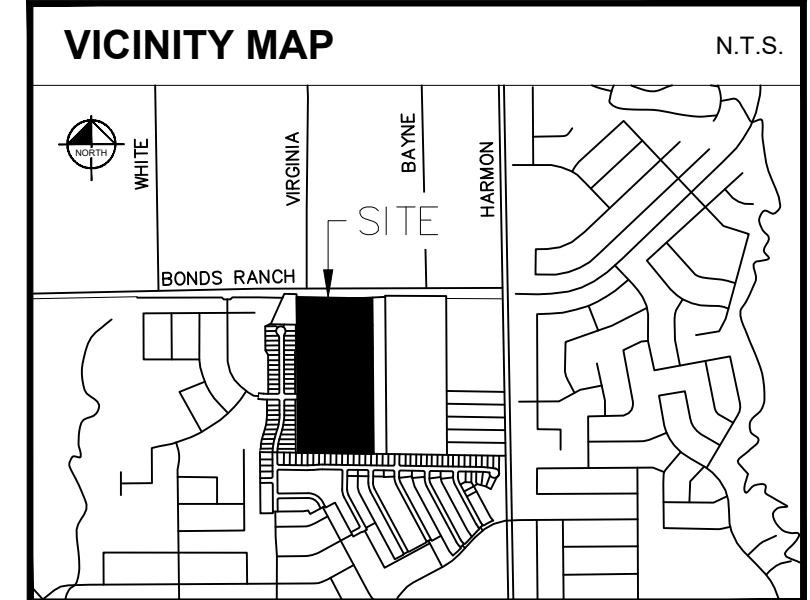 VICINITY MAP
N.T.S.
NORTH
WHITE
VIRGINIA
BAYNE
HARMON
SITE
BONDS RANCH